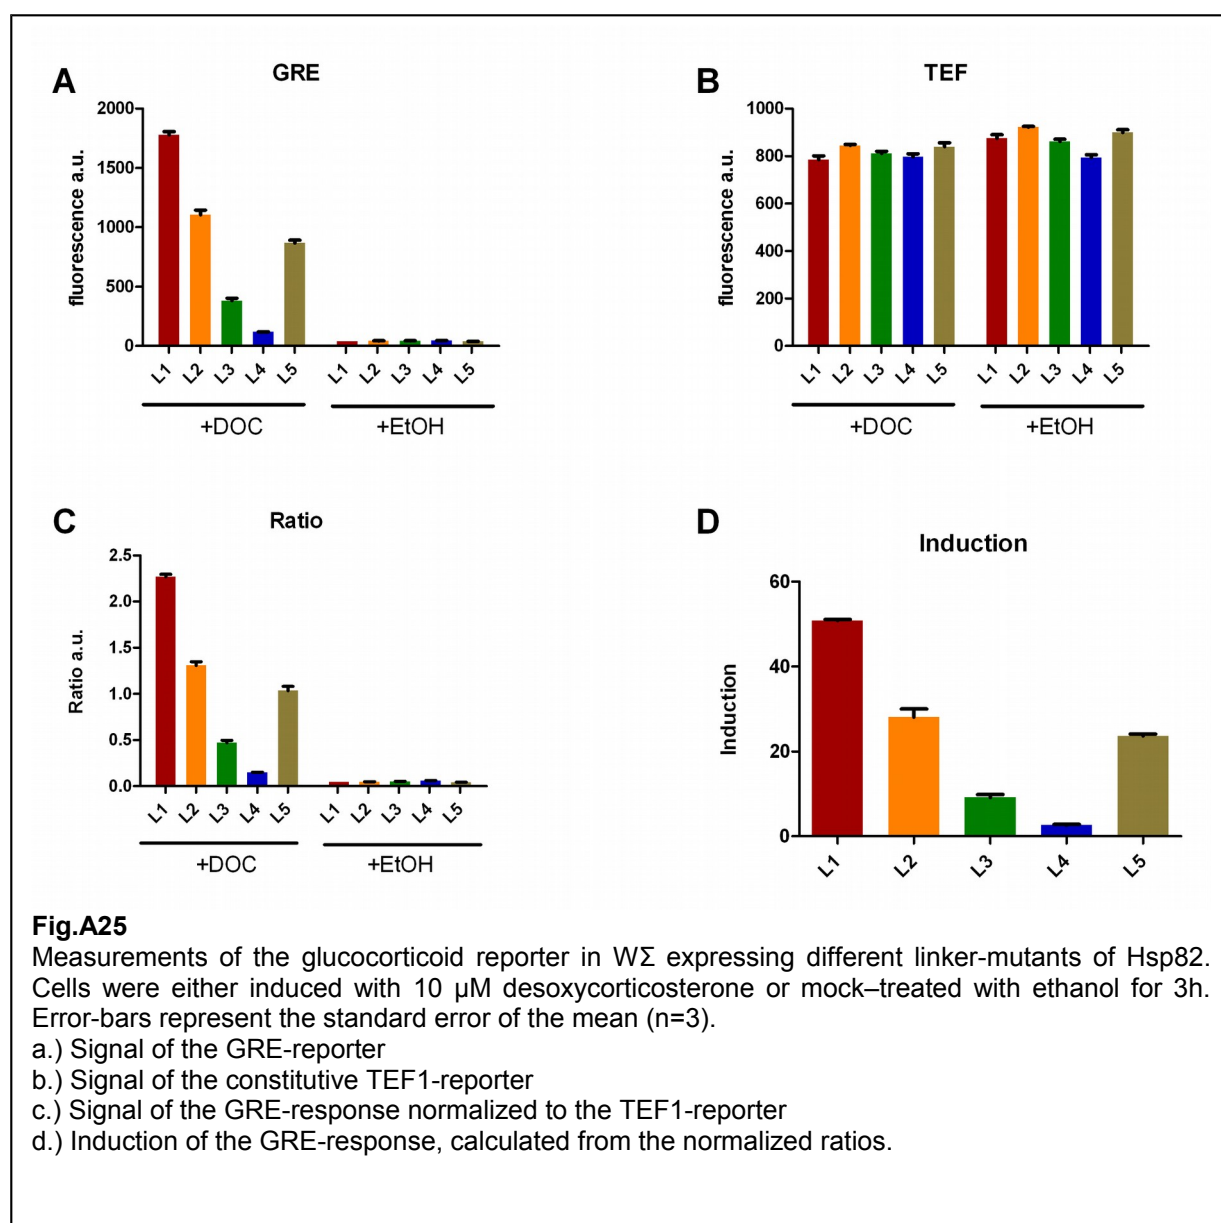 A
GRE
fluorescence a.u.
2000
1500
1000
500
0
L1
L2
L3
L4
L5
L1
L2
L3
L4
L5
+DOC
+EtOH
B
TEF
fluorescence a.u.
1000
800
600
400
200
0
L1
L2
L3
L4
L5
L1
L2
L3
L4
L5
+DOC
+EtOH
C
Ratio
Ratio a.u.
2.5
2.0
1.5
1.0
0.5
0.0
L1
L2
L3
L4
L5
L1
L2
L3
L4
L5
+DOC
+EtOH
D
Induction
Induction
60
40
20
0
L1
L2
L3
L4
L5
Fig.A25
Measurements of the glucocorticoid reporter in WΣ expressing different linker-mutants of Hsp82.
Cells were either induced with 10 µM desoxycorticosterone or mock–treated with ethanol for 3h.
Error-bars represent the standard error of the mean (n=3).
a.) Signal of the GRE-reporter
b.) Signal of the constitutive TEF1-reporter
c.) Signal of the GRE-response normalized to the TEF1-reporter
d.) Induction of the GRE-response, calculated from the normalized ratios.